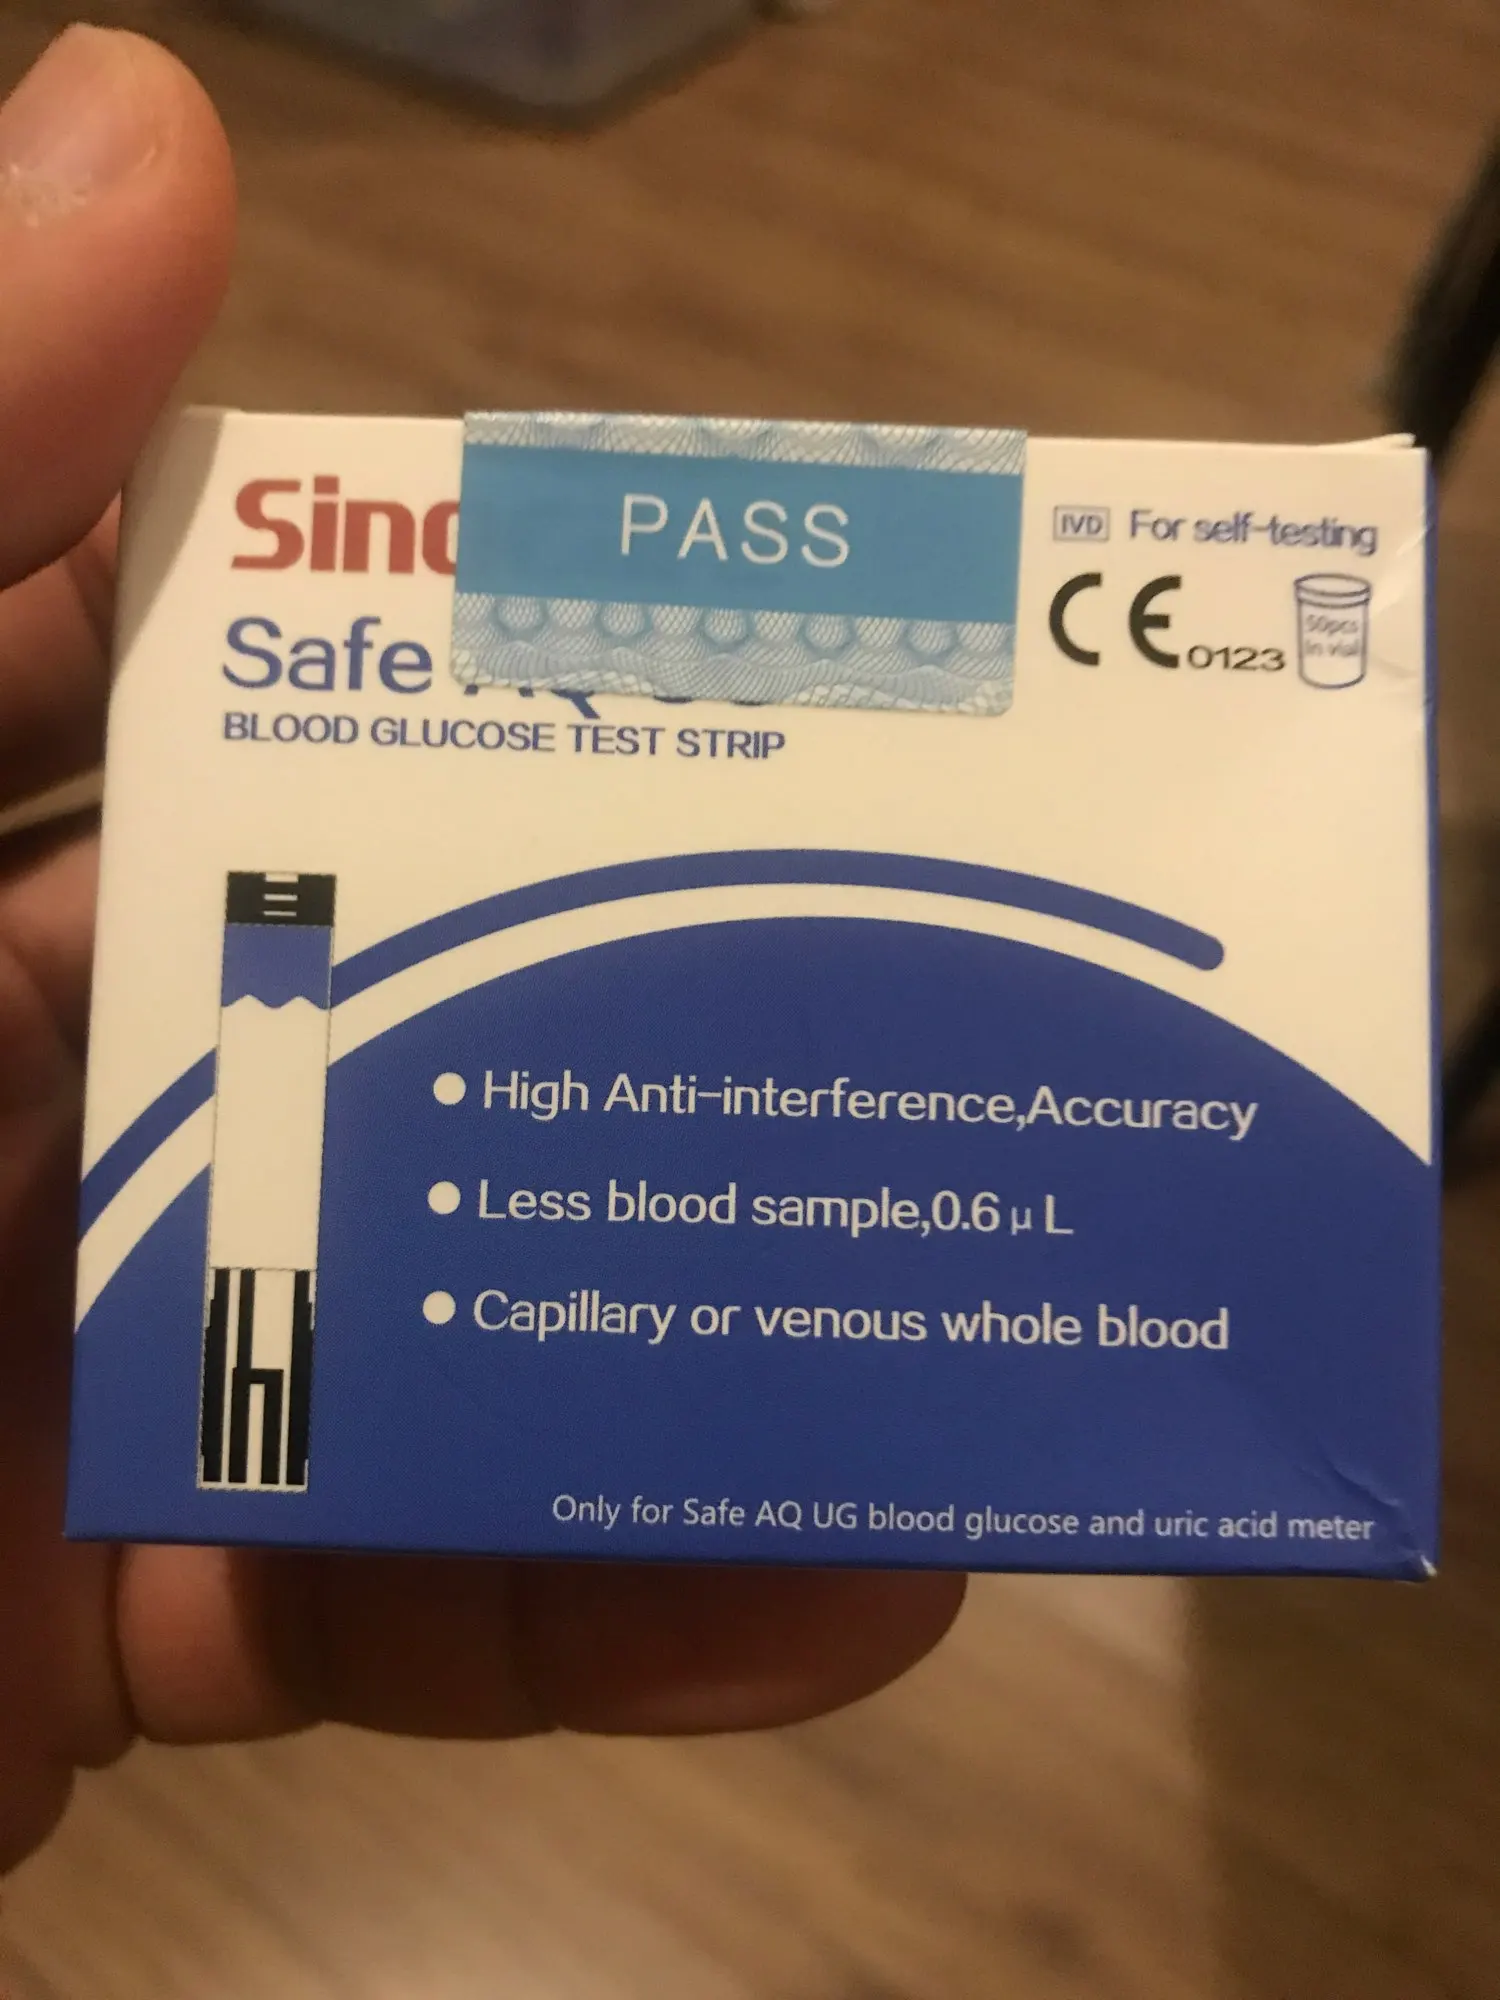 PASS
IVD For self-testing
CE 0123
50pcs
in vial
Safe
BLOOD GLUCOSE TEST STRIP
High Anti-interference,Accuracy
Less blood sample,0.6 μ L
Capillary or venous whole blood
Only for Safe AQ UG blood glucose and uric acid meter